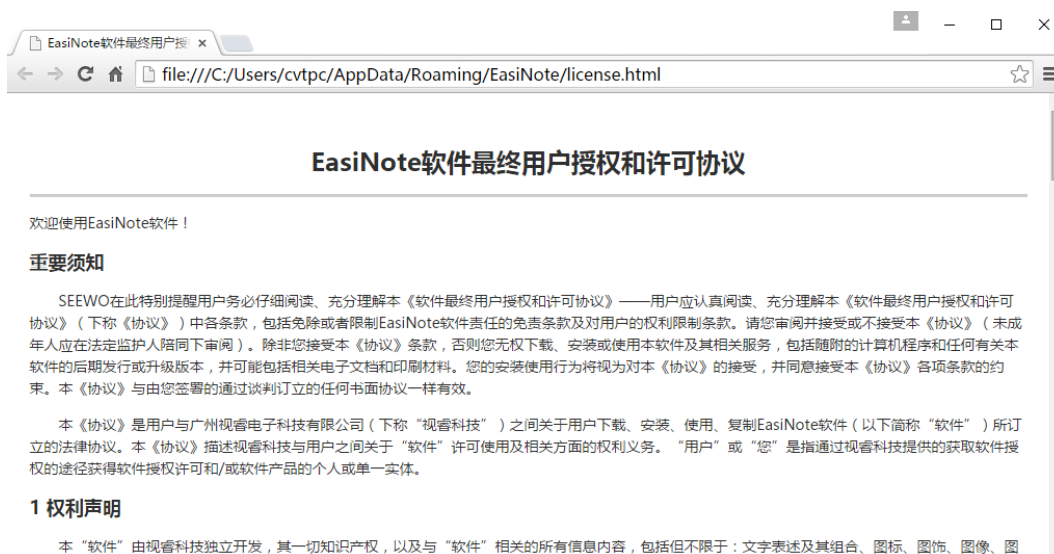 EasiNote软件最终用户授
file:///C:/Users/cvtpc/AppData/Roaming/EasiNote/license.html
EasiNote软件最终用户授权和许可协议
欢迎使用EasiNote软件！
重要须知
SEEWO在此特别提醒用户务必仔细阅读、充分理解本《软件最终用户授权和许可协议》——用户应认真阅读、充分理解本《软件最终用户授权和许可
协议》（下称《协议》）中各条款，包括免除或者限制EasiNote软件责任的免责条款及对用户的权利限制条款。请您审阅并接受或不接受本《协议》（未成
年人应在法定监护人陪同下审阅）。除非您接受本《协议》条款，否则您无权下载、安装或使用本软件及其相关服务，包括随附的计算机程序和任何有关本
软件的后期发行或升级版本，并可能包括相关电子文档和印刷材料。您的安装使用行为将视为对本《协议》的接受，并同意接受本《协议》各项条款的约
束。本《协议》与由您签署的通过谈判订立的任何书面协议一样有效。
本《协议》是用户与广州视睿电子科技有限公司（下称“视睿科技”）之间关于用户下载、安装、使用、复制EasiNote软件（以下简称“软件”）所订
立的法律协议。本《协议》描述视睿科技与用户之间关于“软件”许可使用及相关方面的权利义务。“用户”或“您”是指通过视睿科技提供的获取软件授
权的途径获得软件授权许可和/或软件产品的个人或单一实体。
1 权利声明
本“软件”由视睿科技独立开发，其一切知识产权，以及与“软件”相关的所有信息内容，包括但不限于：文字表述及其组合、图标、图饰、图像、图